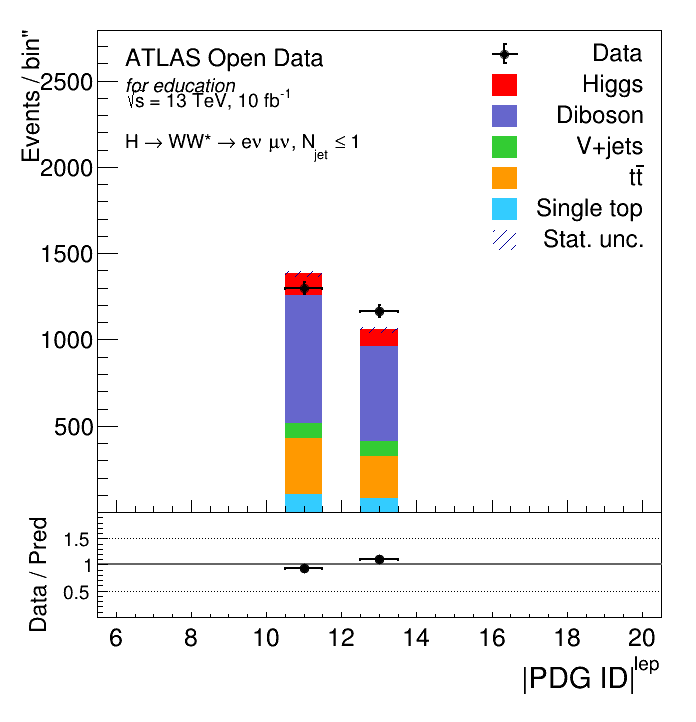 Events / bin"
2500
2000
1500
1000
500
ATLAS Open Data
for education
√s = 13 TeV, 10 fb⁻¹
H → WW* → eν μν, N_jet ≤ 1
Data
Higgs
Diboson
V+jets
tt̄
Single top
Stat. unc.
Data / Pred
1.5
1
0.5
6 8 10 12 14 16 18 20
|PDG ID|^lep